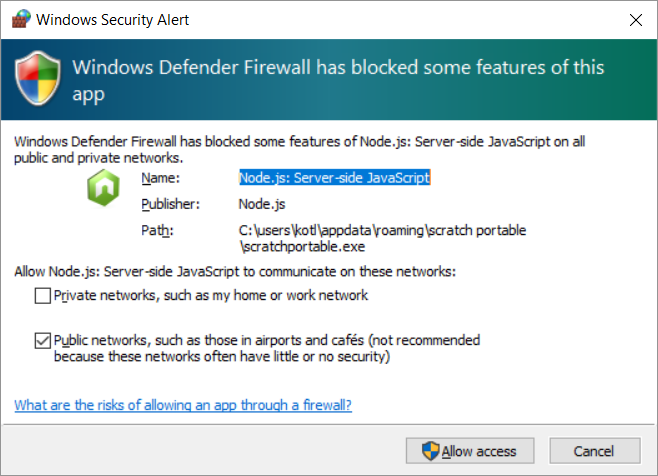 Windows Security Alert
Windows Defender Firewall has blocked some features of this
app
Windows Defender Firewall has blocked some features of Node.js: Server-side JavaScript on all
public and private networks.
Name: Node.js: Server-side JavaScript
Publisher: Node.js
Path: C:\users\kotl\appdata\roaming\scratch portable
\scratchportable.exe
Allow Node.js: Server-side JavaScript to communicate on these networks:
Private networks, such as my home or work network
Public networks, such as those in airports and cafés (not recommended
because these networks often have little or no security)
What are the risks of allowing an app through a firewall?
Allow access Cancel